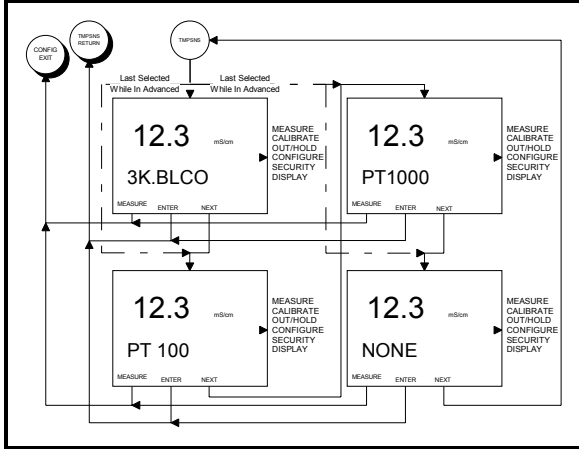 CONFIG
EXIT
TMPSNS
RETURN
TMPSNS
Last Selected
While In Advanced
Last Selected
While In Advanced
12.3 mS/cm
3K.BLCO
MEASURE ENTER NEXT
MEASURE
CALIBRATE
OUT/HOLD
CONFIGURE
SECURITY
DISPLAY
12.3 mS/cm
PT1000
MEASURE ENTER NEXT
MEASURE
CALIBRATE
OUT/HOLD
CONFIGURE
SECURITY
DISPLAY
12.3 mS/cm
PT 100
MEASURE ENTER NEXT
MEASURE
CALIBRATE
OUT/HOLD
CONFIGURE
SECURITY
DISPLAY
12.3 mS/cm
NONE
MEASURE ENTER NEXT
MEASURE
CALIBRATE
OUT/HOLD
CONFIGURE
SECURITY
DISPLAY